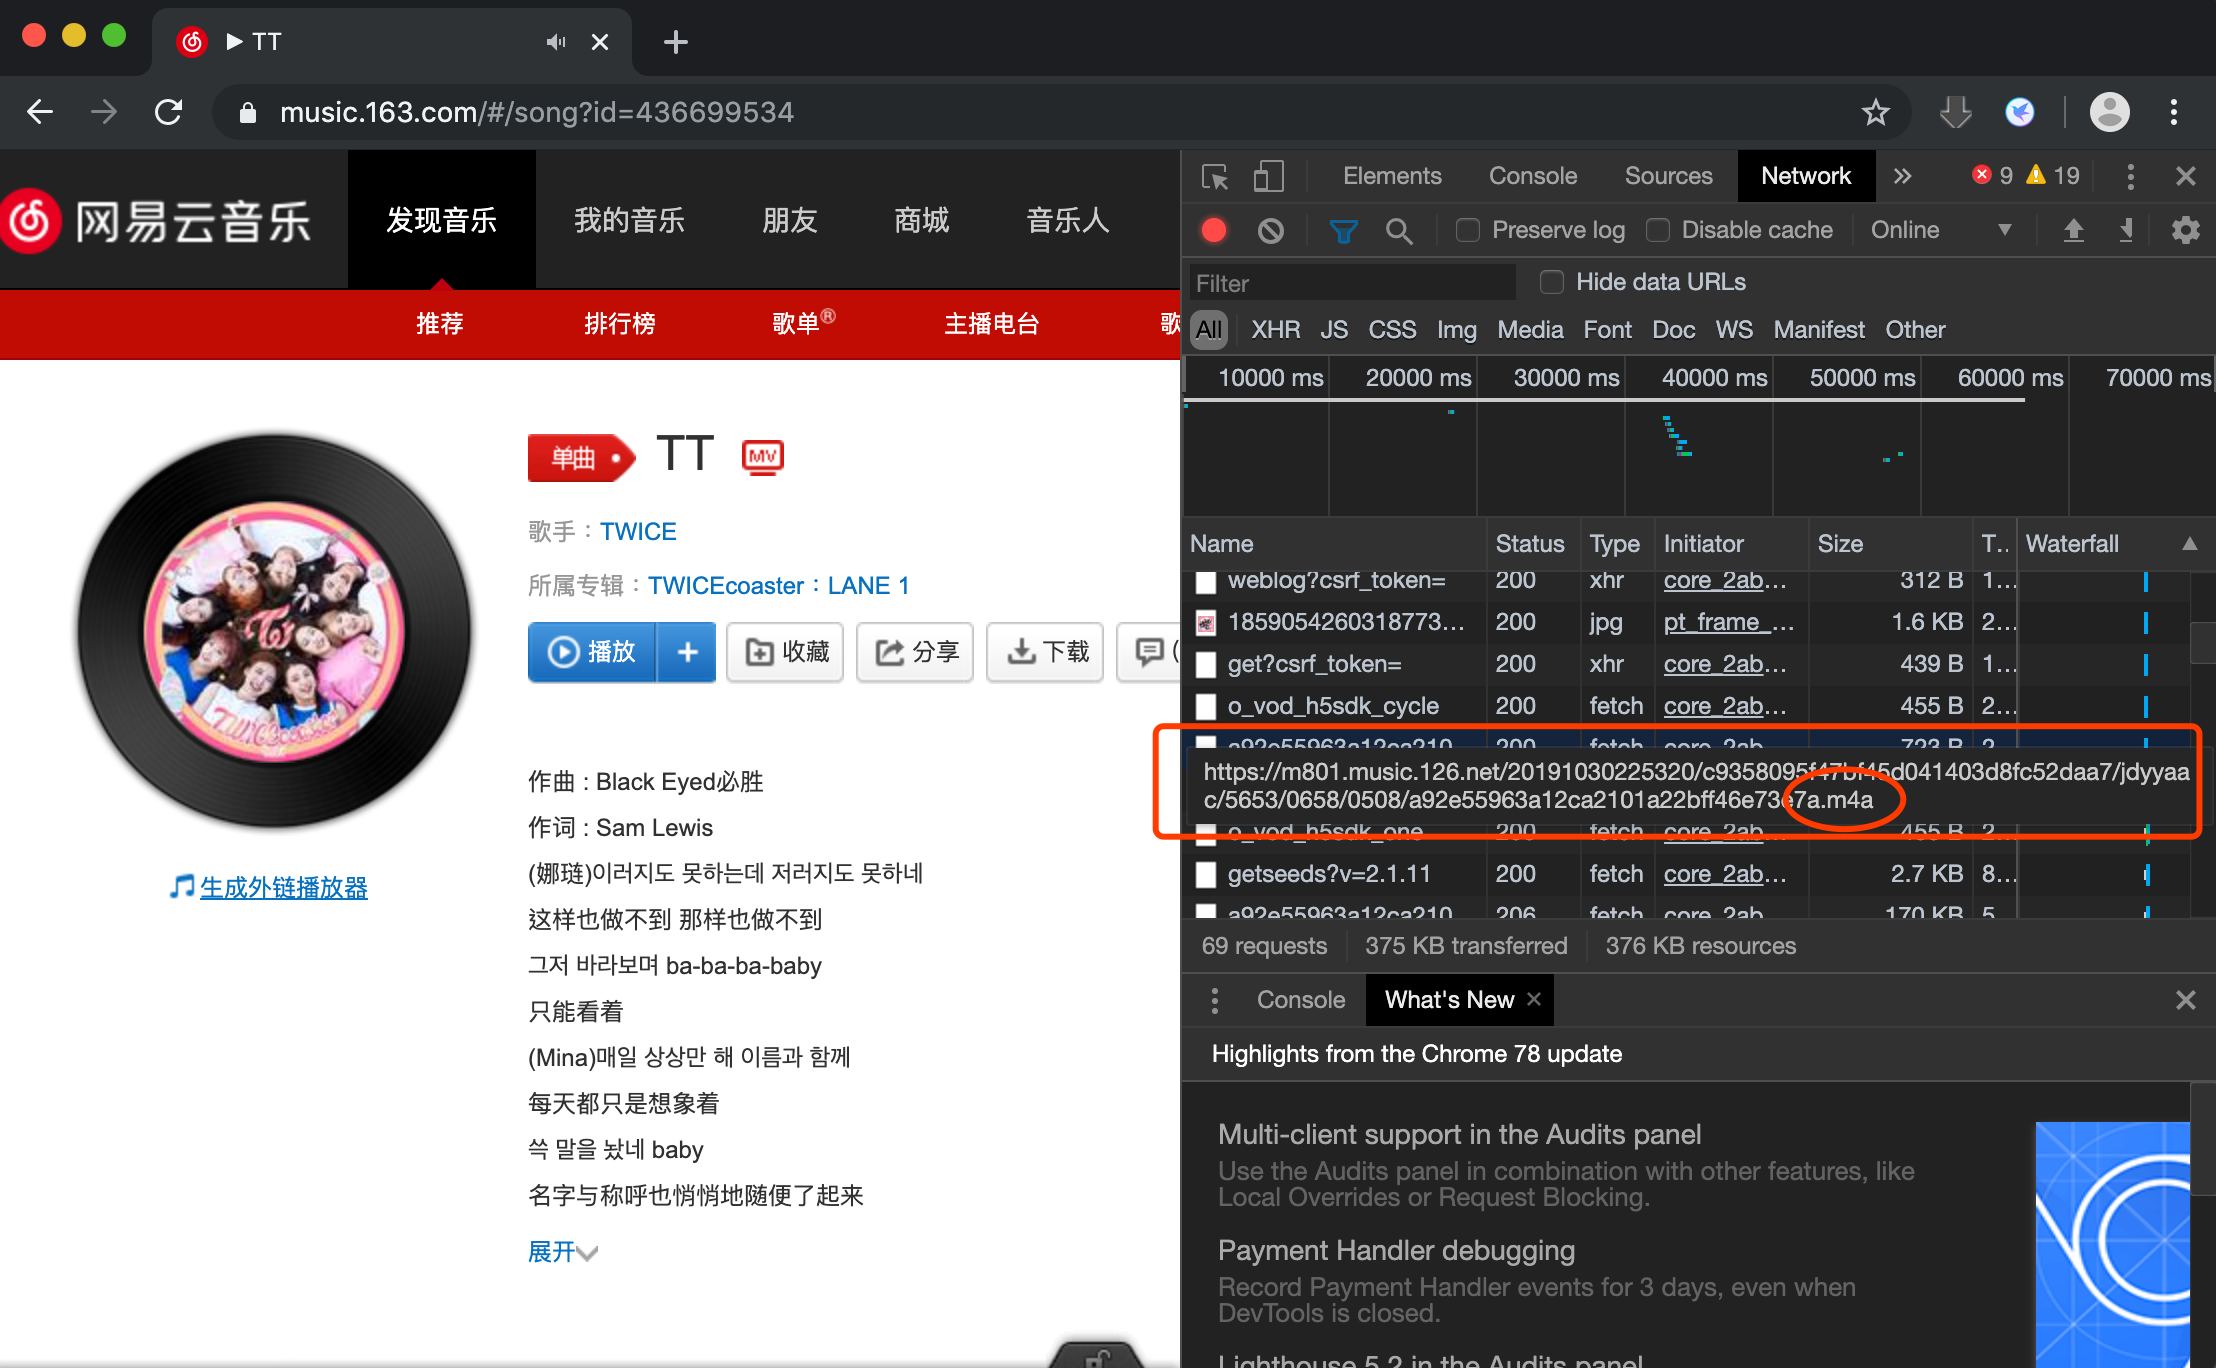 TT
music.163.com/#/song?id=436699534
网易云音乐
发现音乐
我的音乐
朋友
商城
音乐人
推荐
排行榜
歌单®
主播电台
歌
单曲
TT
MV
歌手：TWICE
所属专辑：TWICEcoaster：LANE 1
播放
+
收藏
分享
下载
(
作曲 : Black Eyed必胜
作词 : Sam Lewis
(娜琏)이러지도 못하는데 저러지도 못하네
这样也做不到 那样也做不到
그저 바라보며 ba-ba-ba-baby
只能看着
(Mina)매일 상상만 해 이름과 함께
每天都只是想象着
쓱 말을 놨네 baby
名字与称呼也悄悄地随便了起来
展开
生成外链播放器
Elements Console Sources Network » 9 19
Preserve log Disable cache Online
Filter Hide data URLs
All XHR JS CSS Img Media Font Doc WS Manifest Other
10000 ms 20000 ms 30000 ms 40000 ms 50000 ms 60000 ms 70000 ms
Name Status Type Initiator Size T.. Waterfall
weblog?csrf_token= 200 xhr core_2ab… 312 B 1…
1859054260318773… 200 jpg pt_frame_… 1.6 KB 2…
get?csrf_token= 200 xhr core_2ab… 439 B 1…
o_vod_h5sdk_cycle 200 fetch core_2ab… 455 B 2…
a92e55963a12ca210 200 fetch core_2ab 723 B 2
https://m801.music.126.net/20191030225320/c9358095f47bf45d041403d8fc52daa7/jdyyaa
c/5653/0658/0508/a92e55963a12ca2101a22bff46e73e7a.m4a
o_vod_h5sdk_one 200 fetch core_2ab… 455 B 2…
getseeds?v=2.1.11 200 fetch core_2ab… 2.7 KB 8…
a92e55963a12ca210 206 fetch core_2ab 170 KB 5
69 requests 375 KB transferred 376 KB resources
Console What's New
Highlights from the Chrome 78 update
Multi-client support in the Audits panel
Use the Audits panel in combination with other features, like
Local Overrides or Request Blocking.
Payment Handler debugging
Record Payment Handler events for 3 days, even when
DevTools is closed.
Lighthouse 5.2 in the Audits panel